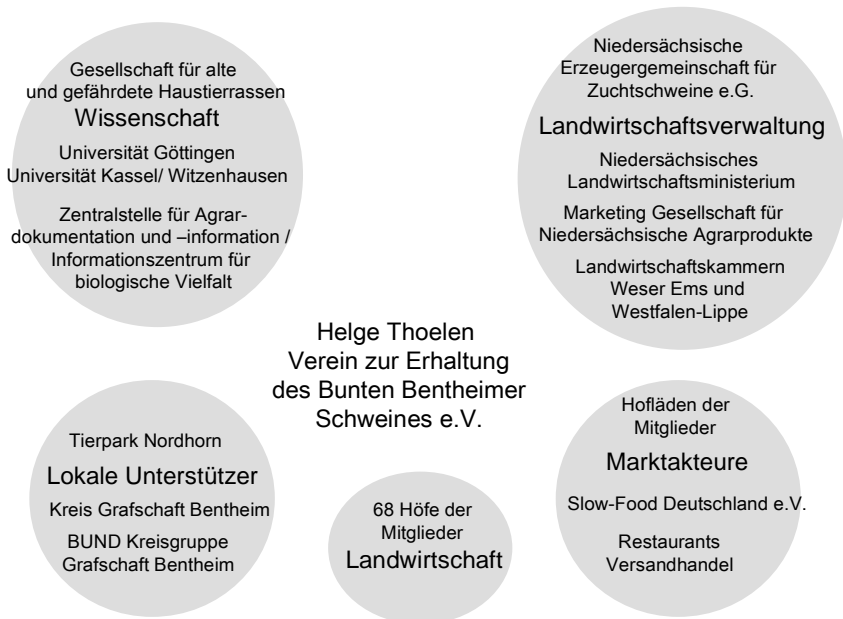 Gesellschaft für alte
und gefährdete Haustierrassen
Wissenschaft
Universität Göttingen
Universität Kassel/ Witzenhausen
Zentralstelle für Agrar-
dokumentation und –information /
Informationszentrum für
biologische Vielfalt
Niedersächsische
Erzeugergemeinschaft für
Zuchtschweine e.G.
Landwirtschaftsverwaltung
Niedersächsisches
Landwirtschaftsministerium
Marketing Gesellschaft für
Niedersächsische Agrarprodukte
Landwirtschaftskammern
Weser Ems und
Westfalen-Lippe
Helge Thoelen
Verein zur Erhaltung
des Bunten Bentheimer
Schweines e.V.
Tierpark Nordhorn
Lokale Unterstützer
Kreis Grafschaft Bentheim
BUND Kreisgruppe
Grafschaft Bentheim
68 Höfe der
Mitglieder
Landwirtschaft
Hofläden der
Mitglieder
Marktakteure
Slow-Food Deutschland e.V.
Restaurants
Versandhandel